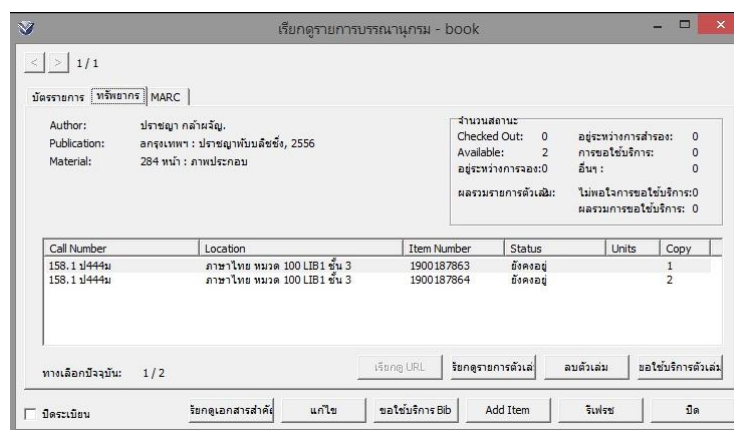 เรียกดูรายการบรรณานุกรม - book
< > 1 / 1
บัตรรายการ ทรัพยากร MARC
Author: ปราชญา กล้าผจัญ.
Publication: อกรุงเทพฯ : ปราชญาพับบลิชชิ่ง, 2556
Material: 284 หน้า : ภาพประกอบ
จำนวนสถานะ
Checked Out: 0 อยู่ระหว่างการสำรอง: 0
Available: 2 การขอใช้บริการ: 0
อยู่ระหว่างการจอง:0 อื่นๆ : 0
ผลรวมรายการตัวเล่ม: ไม่พอใจการขอใช้บริการ:0
ผลรวมการขอใช้บริการ: 0
Call Number Location Item Number Status Units Copy
158.1 ป444ม ภาษาไทย หมวด 100 LIB1 ชั้น 3 1900187863 ยังคงอยู่ 1
158.1 ป444ม ภาษาไทย หมวด 100 LIB1 ชั้น 3 1900187864 ยังคงอยู่ 2
ทางเลือกปัจจุบัน: 1 / 2 เรียกดู URL รียกดูรายการตัวเล่ ลบตัวเล่ม ขอใช้บริการตัวเล่ม
ปิดระเบียน รียกดูเอกสารสำคั แก้ไข ขอใช้บริการ Bib Add Item รีเฟรช ปิด